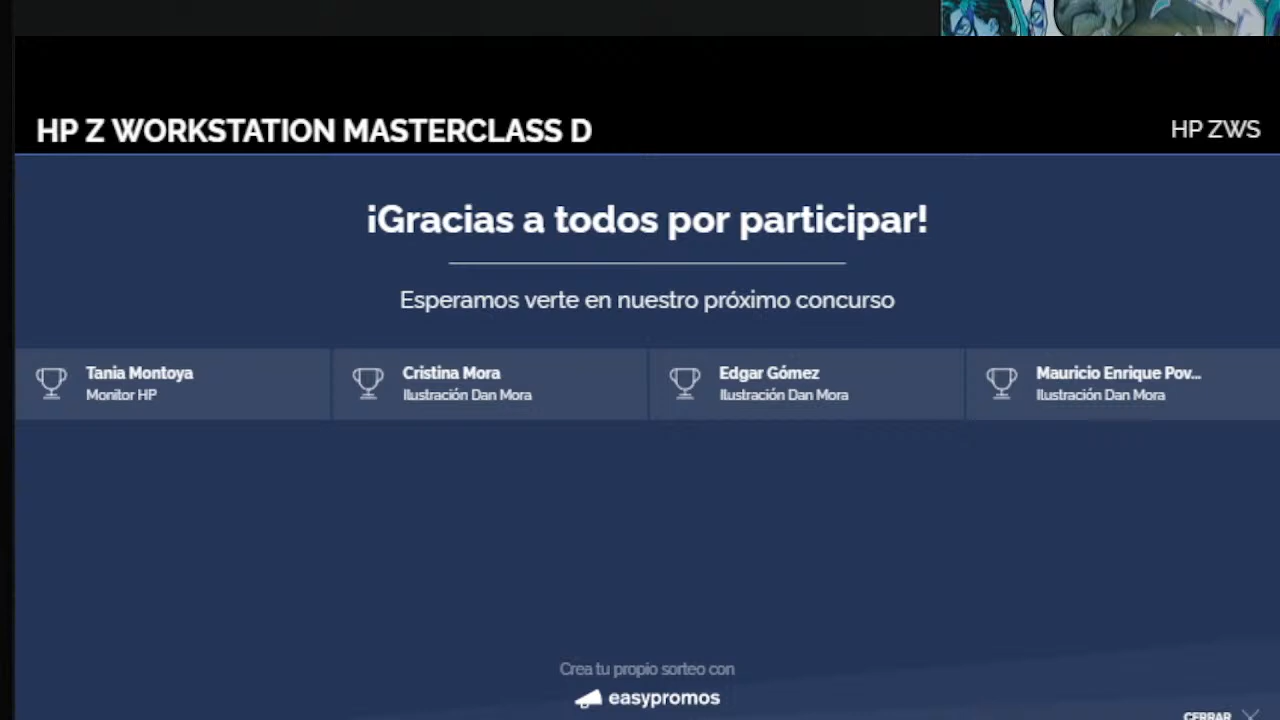 HP Z WORKSTATION MASTERCLASS D
HP ZWS
¡Gracias a todos por participar!
Esperamos verte en nuestro próximo concurso
Tania Montoya
Monitor HP
Cristina Mora
Ilustración Dan Mora
Edgar Gómez
Ilustración Dan Mora
Mauricio Enrique Pov...
Ilustración Dan Mora
Crea tu propio sorteo con
easypromos
CERRAR